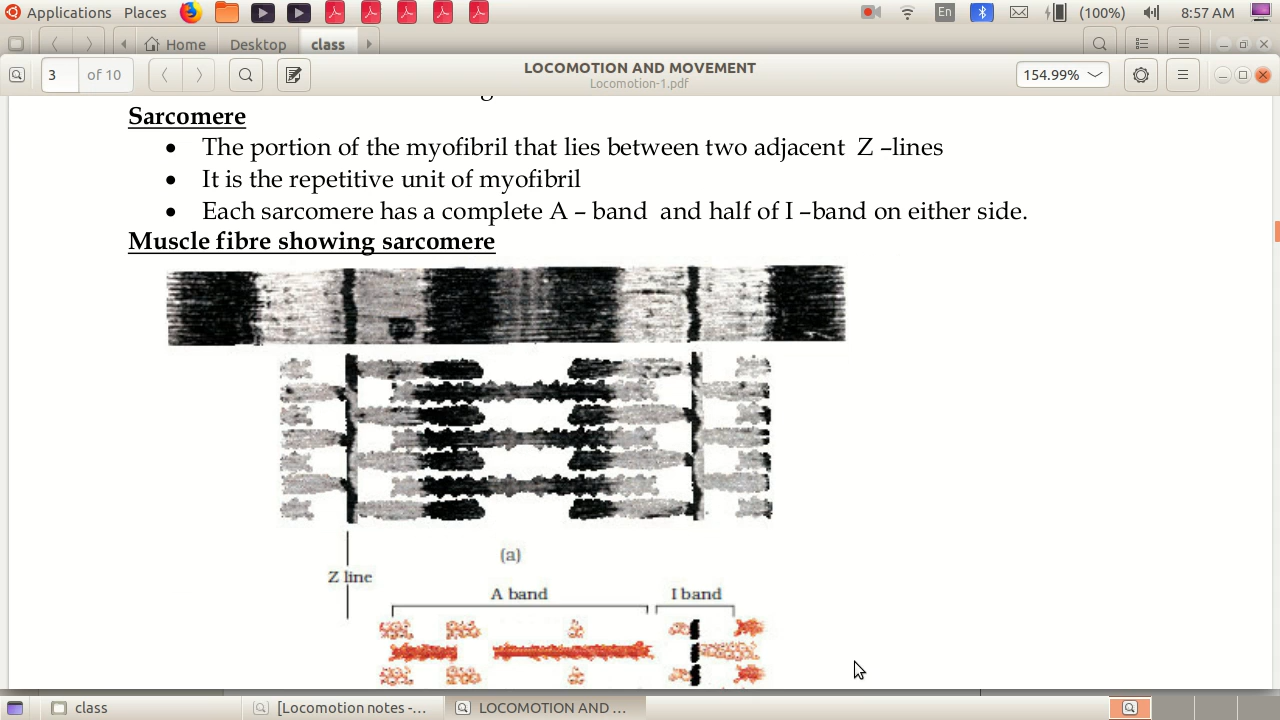 Applications Places En (100%) 8:57 AM
Home Desktop class
3 of 10 LOCOMOTION AND MOVEMENT 154.99%
Locomotion-1.pdf
Sarcomere
• The portion of the myofibril that lies between two adjacent Z –lines
• It is the repetitive unit of myofibril
• Each sarcomere has a complete A – band and half of I –band on either side.
Muscle fibre showing sarcomere
(a)
Z line
A band I band
class [Locomotion notes -... LOCOMOTION AND ...